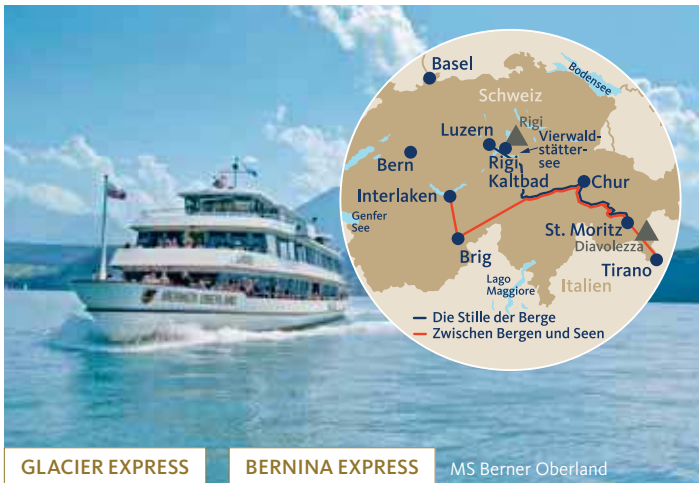 Basel
Bodensee
Schweiz
Rigi
Luzern
Vierwald-
stätter-
see
Bern
Rigi
Kaltbad
Chur
Interlaken
Genfer
See
St. Moritz
Diavolezza
Brig
Tirano
Lago
Maggiore
Italien
Die Stille der Berge
Zwischen Bergen und Seen
BERNER OBERLAND
GLACIER EXPRESS
BERNINA EXPRESS
MS Berner Oberland